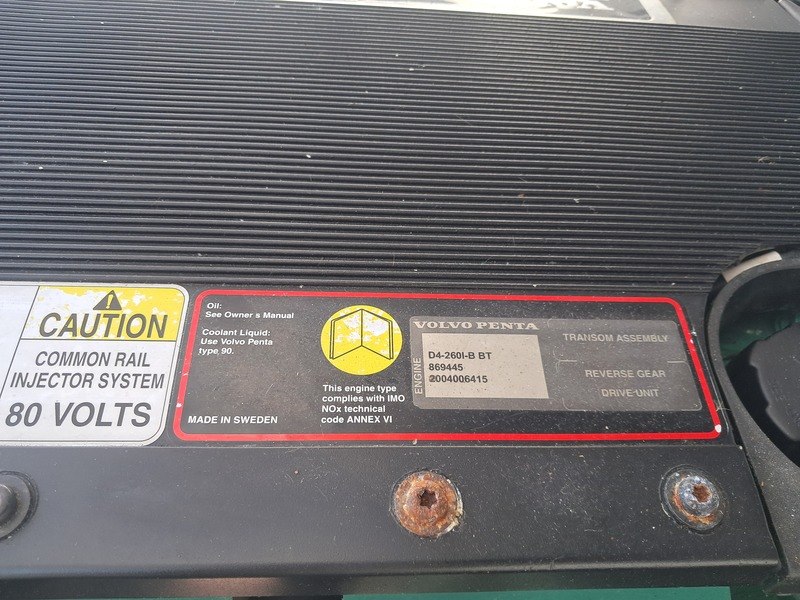 CAUTION
COMMON RAIL
INJECTOR SYSTEM
80 VOLTS
Oil:
See Owner s Manual
Coolant Liquid:
Use Volvo Penta
type 90.
MADE IN SWEDEN
This engine type
complies with IMO
NOx technical
code ANNEX VI
VOLVO PENTA
ENGINE
D4-260I-B BT
869445
2004006415
TRANSOM ASSEMBLY
REVERSE GEAR
DRIVE UNIT